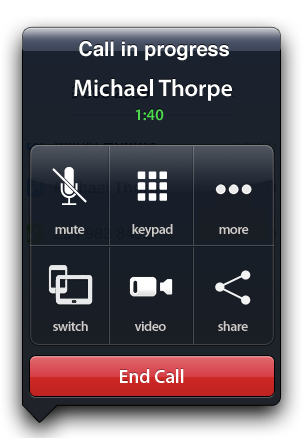 Call in progress
Michael Thorpe
1:40
mute keypad more
switch video share
End Call